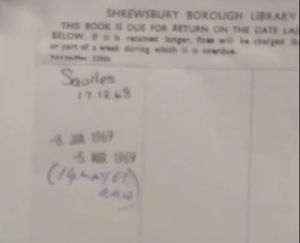 SHREWSBURY BOROUGH LIBRARY
THIS BOOK IS DUE FOR RETURN ON THE DATE LA
BELOW. If it is retained longer, fines will be charged
or part of a week during which it is overdue.
17.12.68
-8 JAN 1969
-5 MAR 1969